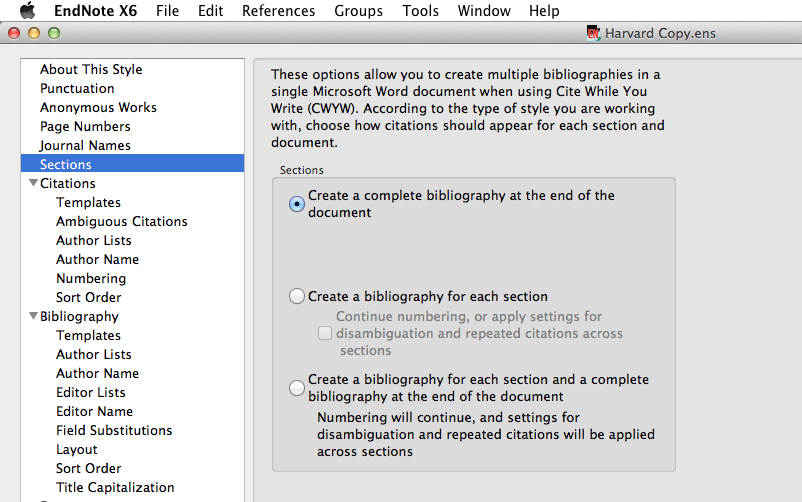 EndNote X6 File Edit References Groups Tools Window Help
Harvard Copy.ens
About This Style
Punctuation
Anonymous Works
Page Numbers
Journal Names
Sections
Citations
Templates
Ambiguous Citations
Author Lists
Author Name
Numbering
Sort Order
Bibliography
Templates
Author Lists
Author Name
Editor Lists
Editor Name
Field Substitutions
Layout
Sort Order
Title Capitalization
These options allow you to create multiple bibliographies in a
single Microsoft Word document when using Cite While You
Write (CWYW). According to the type of style you are working
with, choose how citations should appear for each section and
document.
Sections
Create a complete bibliography at the end of the
document
Create a bibliography for each section
Continue numbering, or apply settings for
disambiguation and repeated citations across
sections
Create a bibliography for each section and a complete
bibliography at the end of the document
Numbering will continue, and settings for
disambiguation and repeated citations will be applied
across sections